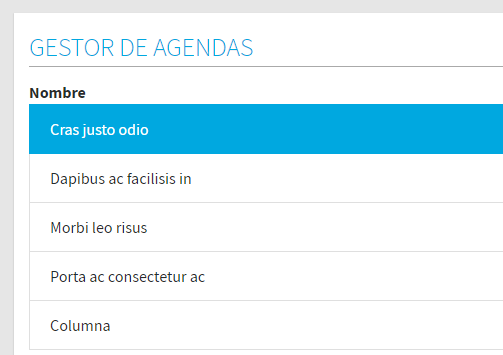 GESTOR DE AGENDAS
Nombre
Cras justo odio
Dapibus ac facilisis in
Morbi leo risus
Porta ac consectetur ac
Columna